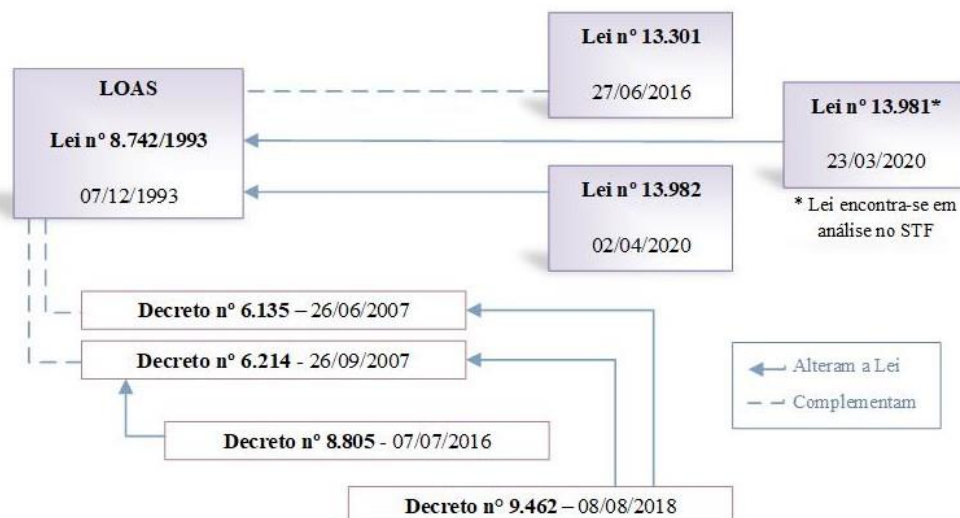 Lei nº 13.301
27/06/2016
LOAS
Lei nº 8.742/1993
07/12/1993
Lei nº 13.981*
23/03/2020
* Lei encontra-se em
análise no STF
Lei nº 13.982
02/04/2020
Decreto nº 6.135 – 26/06/2007
Decreto nº 6.214 - 26/09/2007
Alteram a Lei
Complementam
Decreto nº 8.805 - 07/07/2016
Decreto nº 9.462 – 08/08/2018